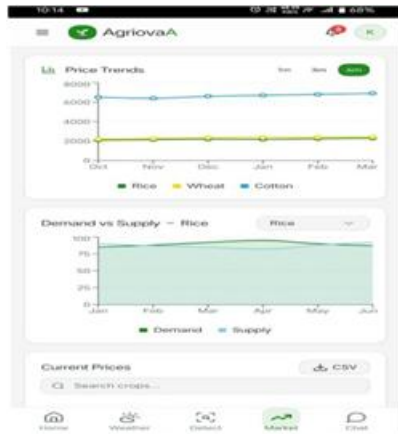 10:14
68%
AgriovaA
K
Price Trends
1m 3m 6m
8000
6000
4000
2000
0
Oct Nov Dec Jan Feb Mar
Rice Wheat Cotton
Demand vs Supply – Rice
Rice
100
75
50
25
0
Jan Feb Mar Apr May Jun
Demand Supply
Current Prices
CSV
Search crops...
Home Weather Detect Market Chat